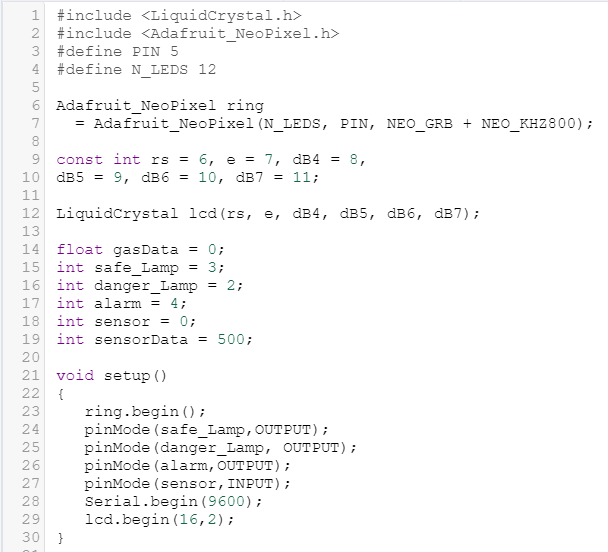 1 #include <LiquidCrystal.h>
2 #include <Adafruit_NeoPixel.h>
3 #define PIN 5
4 #define N_LEDS 12
5
6 Adafruit_NeoPixel ring
7   = Adafruit_NeoPixel(N_LEDS, PIN, NEO_GRB + NEO_KHZ800);
8
9 const int rs = 6, e = 7, dB4 = 8,
10 dB5 = 9, dB6 = 10, dB7 = 11;
11
12 LiquidCrystal lcd(rs, e, dB4, dB5, dB6, dB7);
13
14 float gasData = 0;
15 int safe_Lamp = 3;
16 int danger_Lamp = 2;
17 int alarm = 4;
18 int sensor = 0;
19 int sensorData = 500;
20
21 void setup()
22 {
23    ring.begin();
24    pinMode(safe_Lamp,OUTPUT);
25    pinMode(danger_Lamp, OUTPUT);
26    pinMode(alarm,OUTPUT);
27    pinMode(sensor,INPUT);
28    Serial.begin(9600);
29    lcd.begin(16,2);
30 }